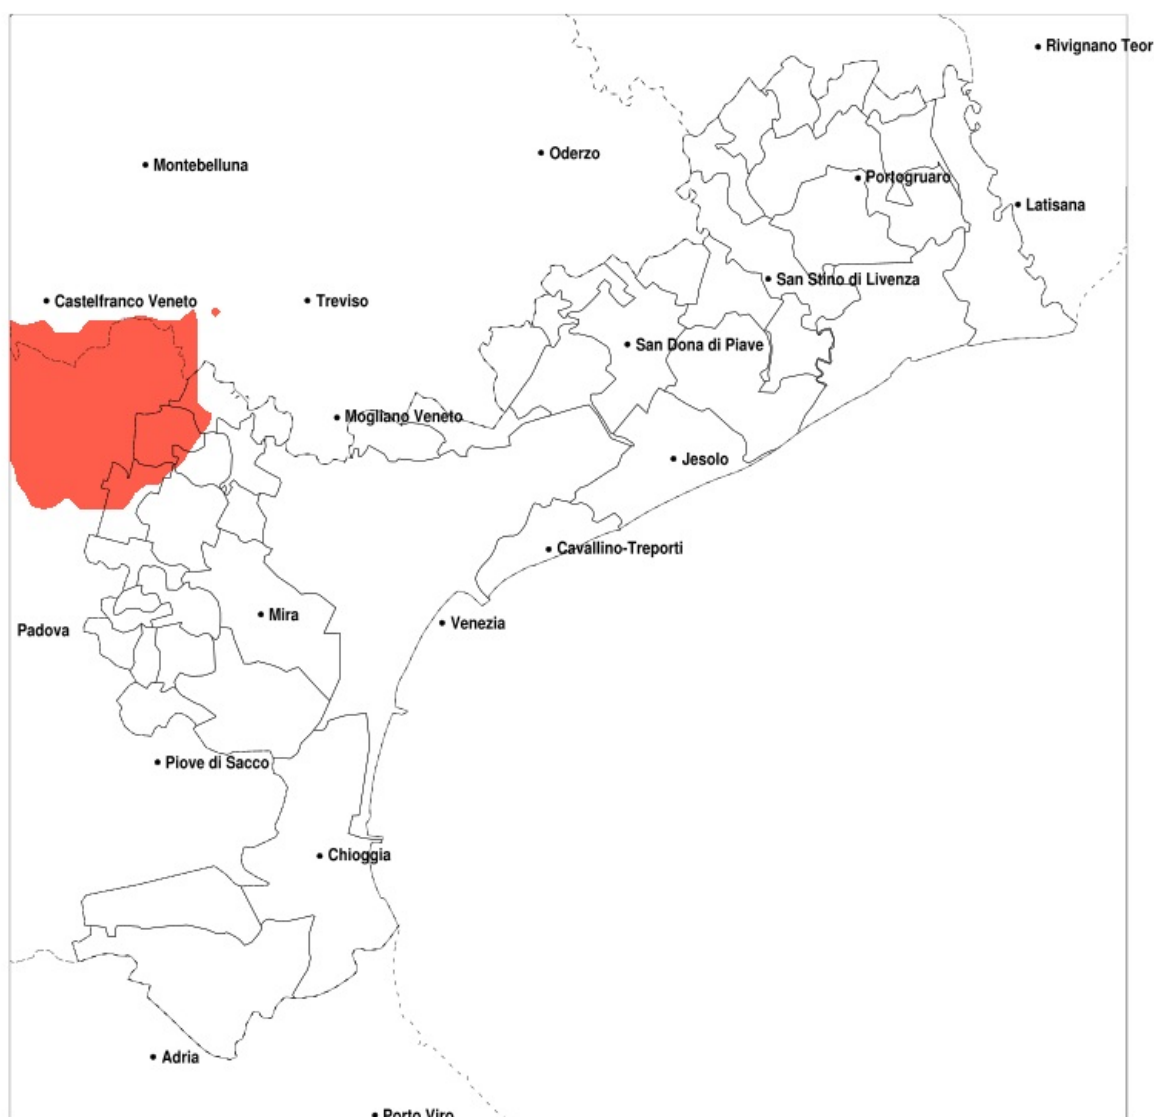 Rivignano Teor
Oderzo
Montebelluna
Portogruaro
Latisana
San Stino di Livenza
Castelfranco Veneto
Treviso
San Dona di Piave
Mogliano Veneto
Jesolo
Cavallino-Treporti
Mira
Venezia
Padova
Piove di Sacco
Chioggia
Adria
Porto Viro